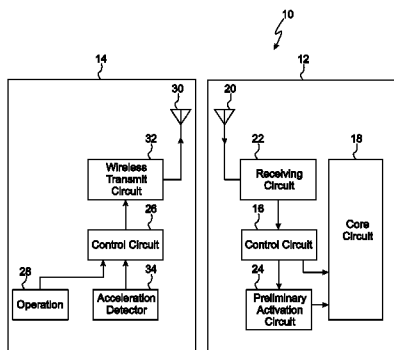 10
14
12
30
20
32
Wireless
Transmit
Circuit
22
Receiving
Circuit
18
Core
Circuit
26
Control Circuit
16
Control Circuit
28
Operation
34
Acceleration
Detector
24
Preliminary
Activation
Circuit